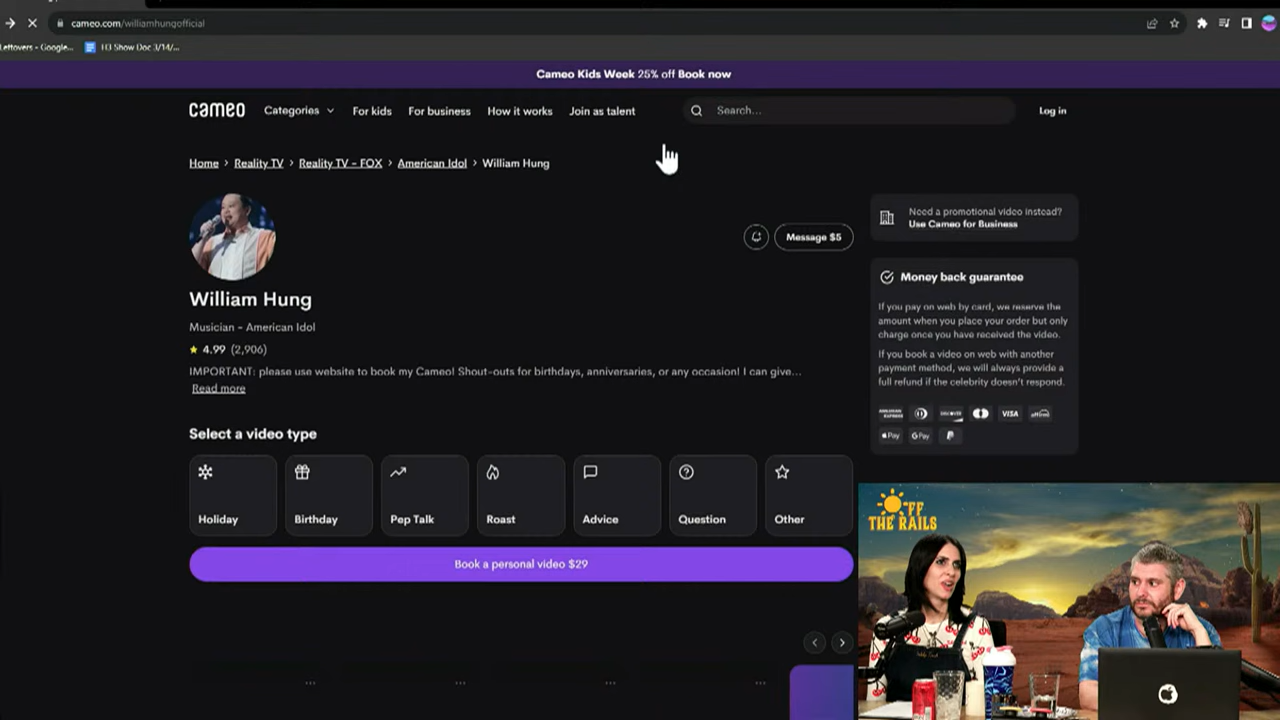 cameo.com/williamhungofficial
Leftovers - Google...
H3 Show Doc 3/14/...
Cameo Kids Week 25% off Book now
cameo
Categories
For kids
For business
How it works
Join as talent
Search...
Log in
Home > Reality TV > Reality TV - FOX > American Idol > William Hung
Message $5
William Hung
Musician - American Idol
4.99 (2,906)
IMPORTANT: please use website to book my Cameo! Shout-outs for birthdays, anniversaries, or any occasion! I can give...
Read more
Select a video type
Holiday
Birthday
Pep Talk
Roast
Advice
Question
Other
Book a personal video $29
Need a promotional video instead?
Use Cameo for Business
Money back guarantee
If you pay on web by card, we reserve the
amount when you place your order but only
charge once you have received the video.
If you book a video on web with another
payment method, we will always provide a
full refund if the celebrity doesn't respond.
AMERICAN EXPRESS
DISCOVER
VISA
affirm
Pay
G Pay
OFF
THE RAILS